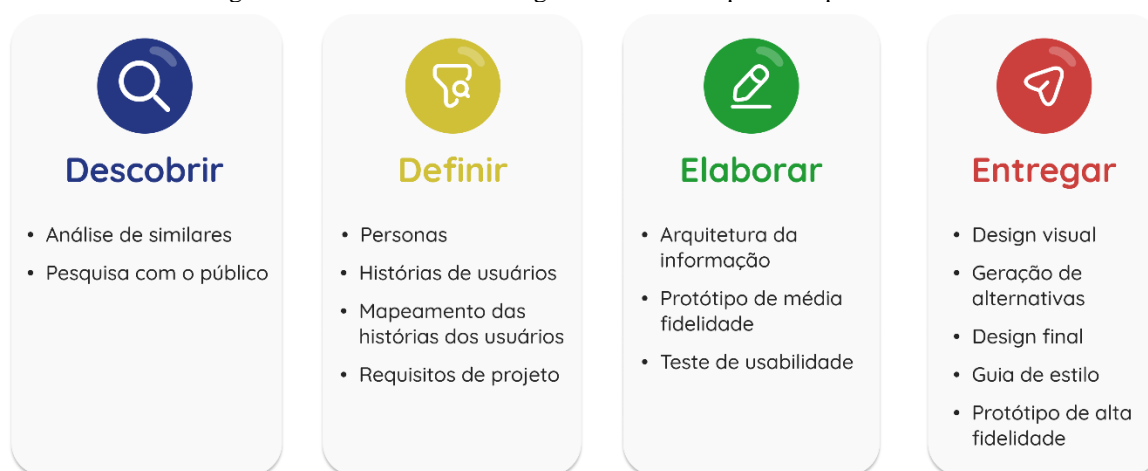 Descobrir
• Análise de similares
• Pesquisa com o público
Definir
• Personas
• Histórias de usuários
• Mapeamento das
histórias dos usuários
• Requisitos de projeto
Elaborar
• Arquitetura da
informação
• Protótipo de média
fidelidade
• Teste de usabilidade
Entregar
• Design visual
• Geração de
alternativas
• Design final
• Guia de estilo
• Protótipo de alta
fidelidade